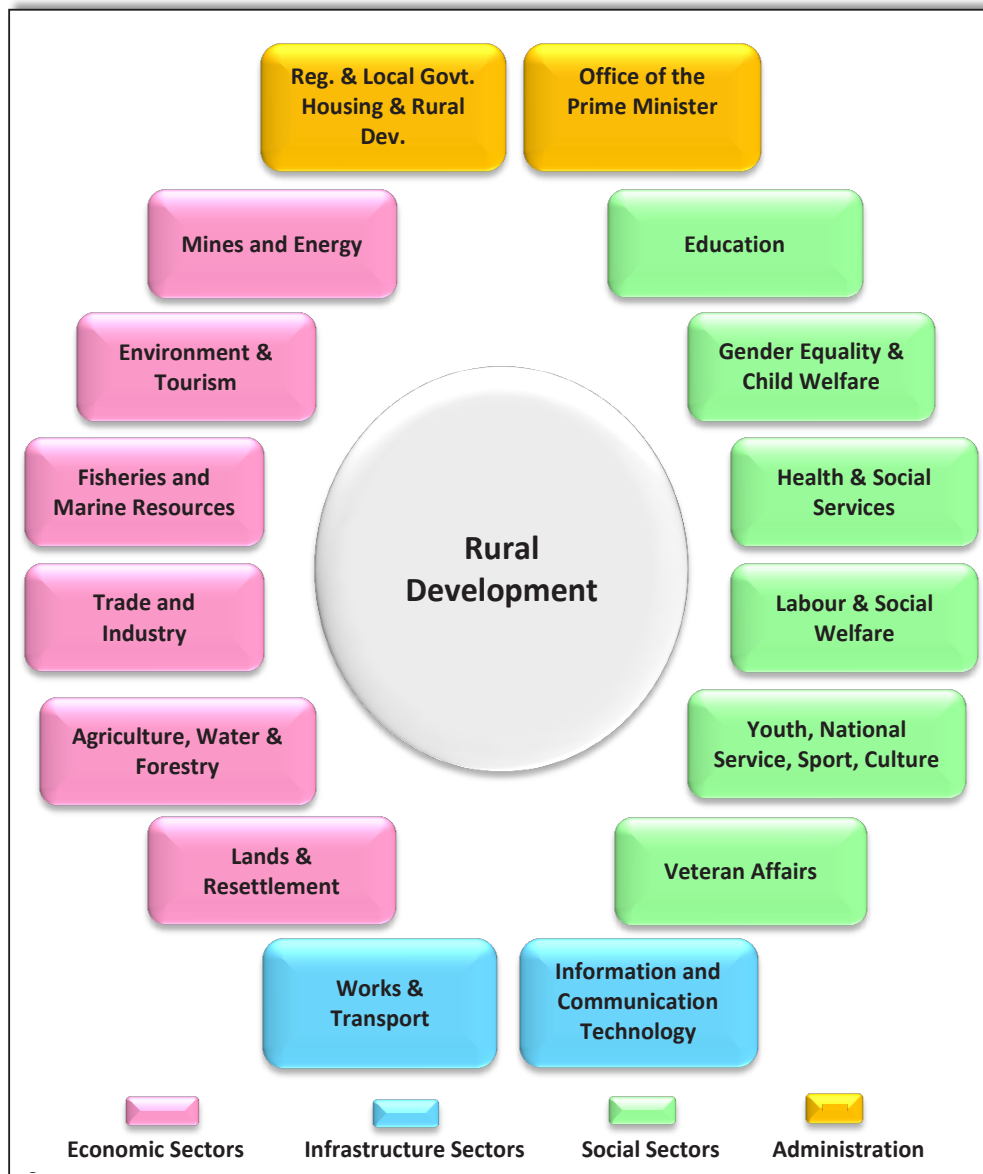 Reg. & Local Govt.
Housing & Rural
Dev.
Office of the
Prime Minister
Mines and Energy
Education
Environment &
Tourism
Gender Equality &
Child Welfare
Fisheries and
Marine Resources
Health & Social
Services
Rural
Development
Trade and
Industry
Labour & Social
Welfare
Agriculture, Water &
Forestry
Youth, National
Service, Sport, Culture
Lands &
Resettlement
Veteran Affairs
Works &
Transport
Information and
Communication
Technology
Economic Sectors
Infrastructure Sectors
Social Sectors
Administration